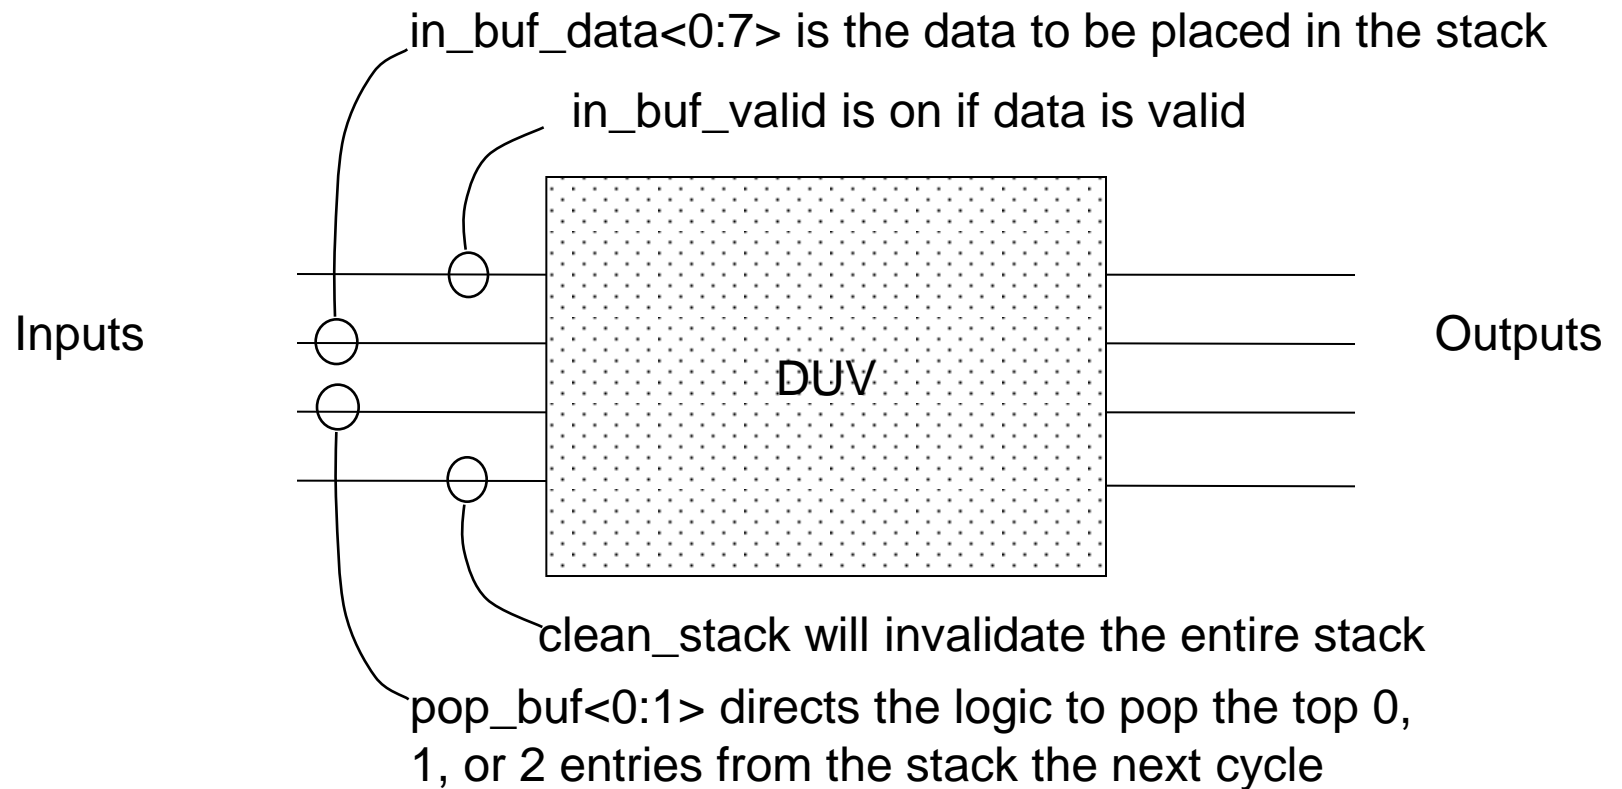 in_buf_data<0:7> is the data to be placed in the stack
in_buf_valid is on if data is valid
Inputs
Outputs
DUV
clean_stack will invalidate the entire stack
pop_buf<0:1> directs the logic to pop the top 0,
1, or 2 entries from the stack the next cycle